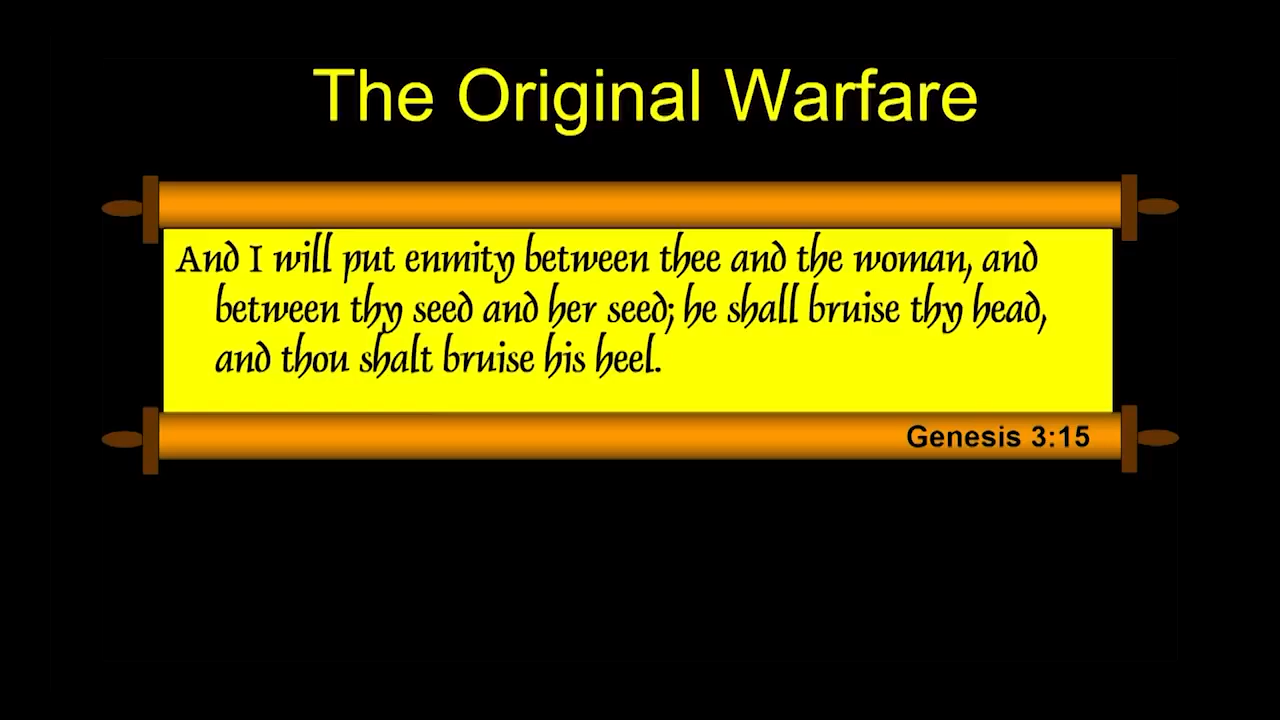 The Original Warfare
And I will put enmity between thee and the woman, and
between thy seed and her seed; he shall bruise thy head,
and thou shalt bruise his heel.
Genesis 3:15